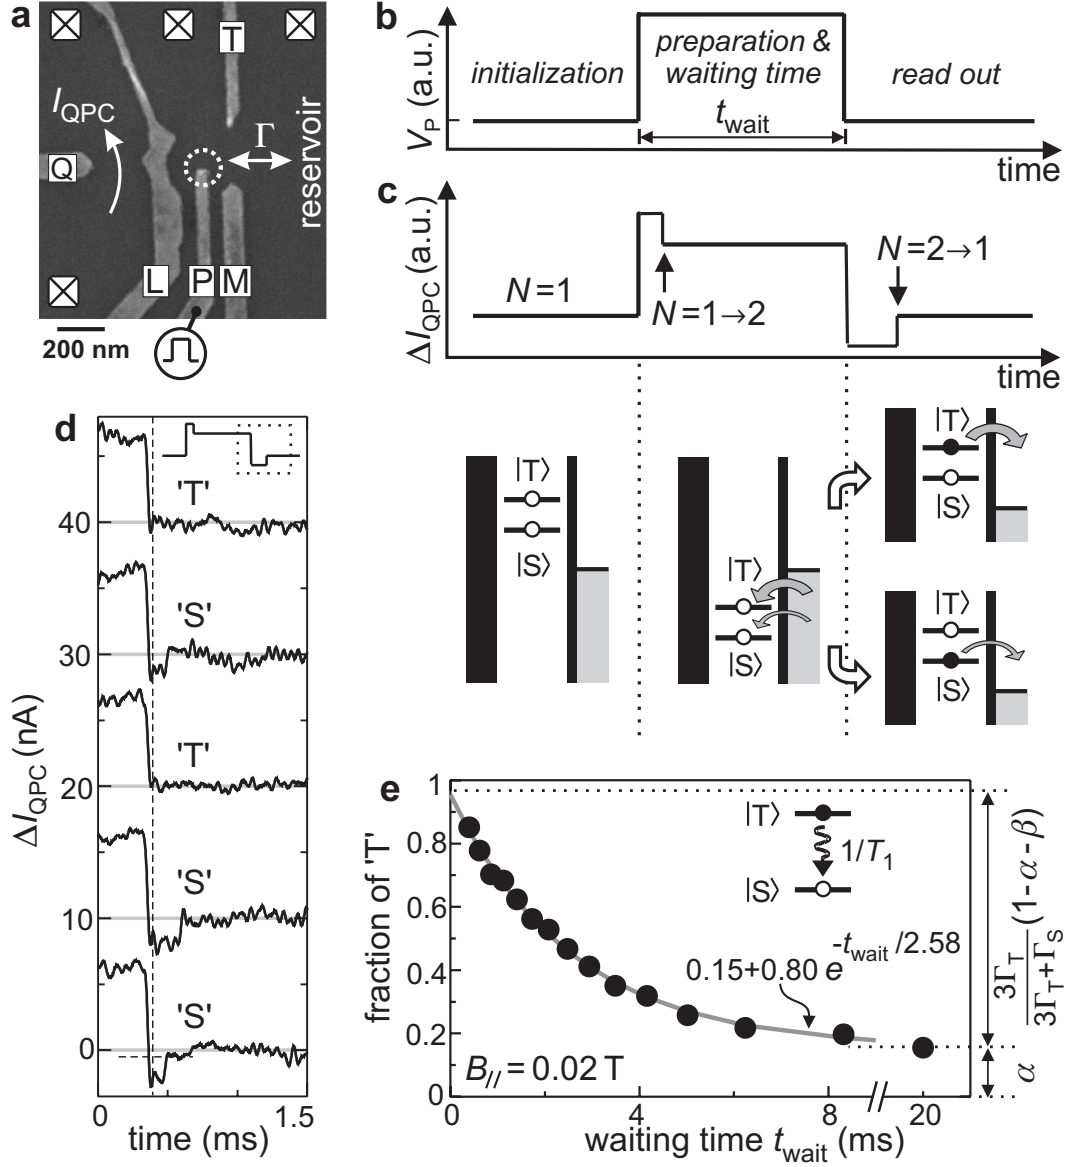 a
T
I_QPC
Γ
reservoir
Q
L
P
M
200 nm
b
V_P (a.u.)
initialization
preparation &
waiting time
t_wait
read out
time
c
ΔI_QPC (a.u.)
N=1
N=1→2
N=2→1
time
|T⟩
|S⟩
|T⟩
|S⟩
|T⟩
|S⟩
|T⟩
|S⟩
d
ΔI_QPC (nA)
40
30
20
10
0
'T'
'S'
'T'
'S'
'S'
0
1.5
time (ms)
e
fraction of 'T'
1
0.8
0.6
0.4
0.2
0
|T⟩
1/T_1
|S⟩
0.15+0.80 e^-t_wait/2.58
B_// = 0.02 T
0
4
8
20
waiting time t_wait (ms)
3Γ_T/(3Γ_T+Γ_S) (1-α-β)
α